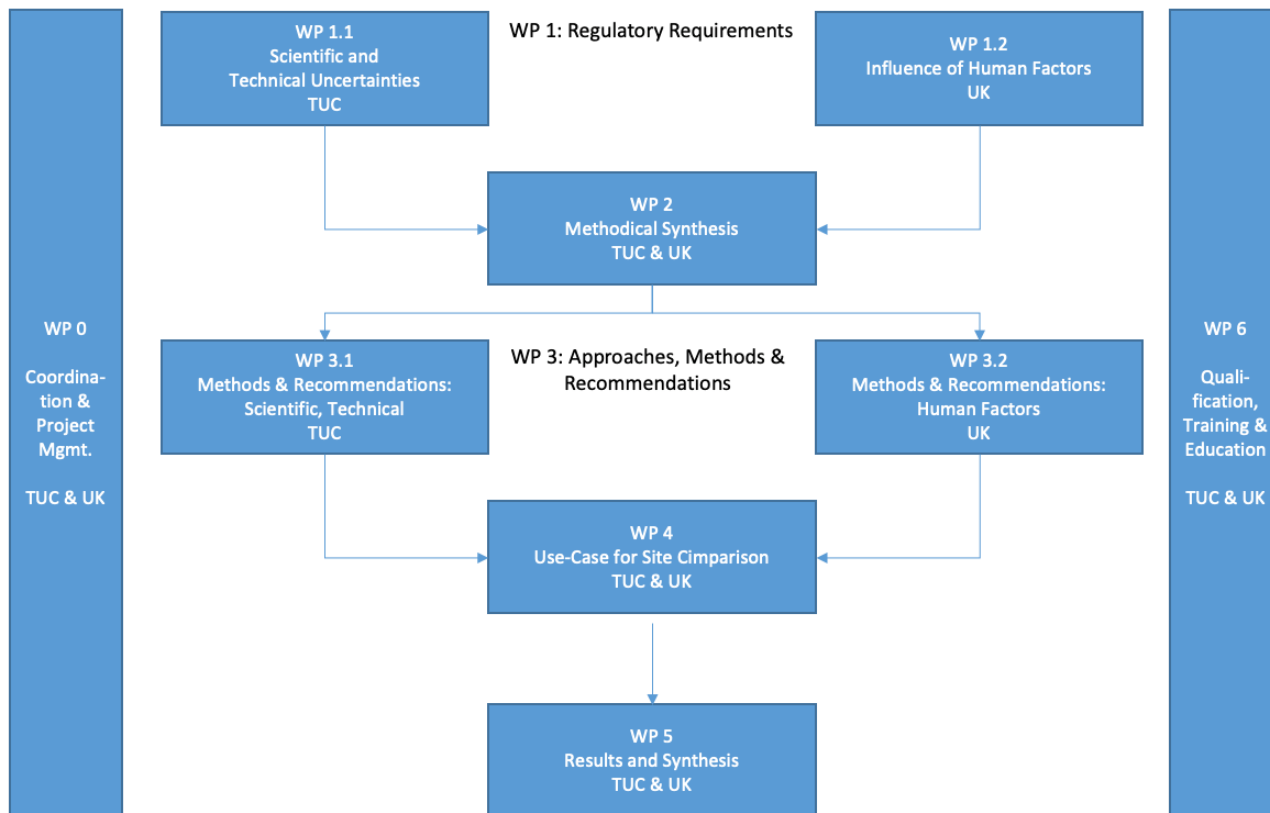 WP 1.1
Scientific and
Technical Uncertainties
TUC
WP 1: Regulatory Requirements
WP 1.2
Influence of Human Factors
UK
WP 2
Methodical Synthesis
TUC & UK
WP 0
Coordina-
tion &
Project
Mgmt.
TUC & UK
WP 3.1
Methods & Recommendations:
Scientific, Technical
TUC
WP 3: Approaches, Methods &
Recommendations
WP 3.2
Methods & Recommendations:
Human Factors
UK
WP 6
Quali-
fication,
Training &
Education
TUC & UK
WP 4
Use-Case for Site Cimparison
TUC & UK
WP 5
Results and Synthesis
TUC & UK